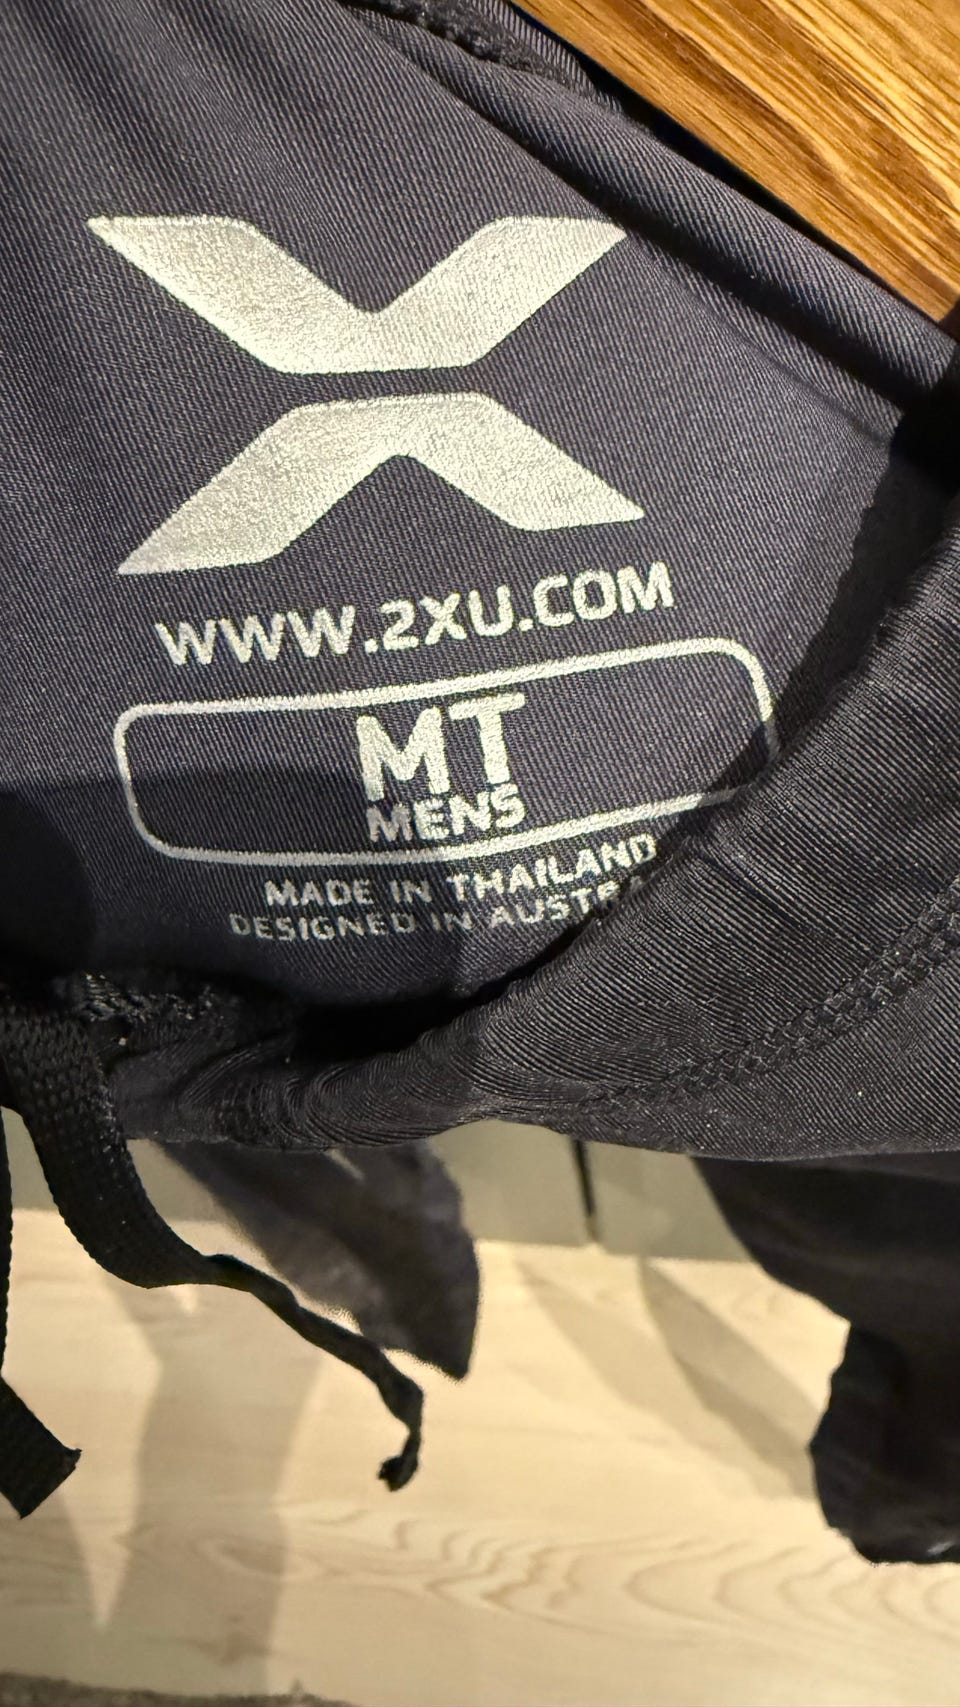 X
WWW.2XU.COM
MT
MENS
MADE IN THAILAND
DESIGNED IN